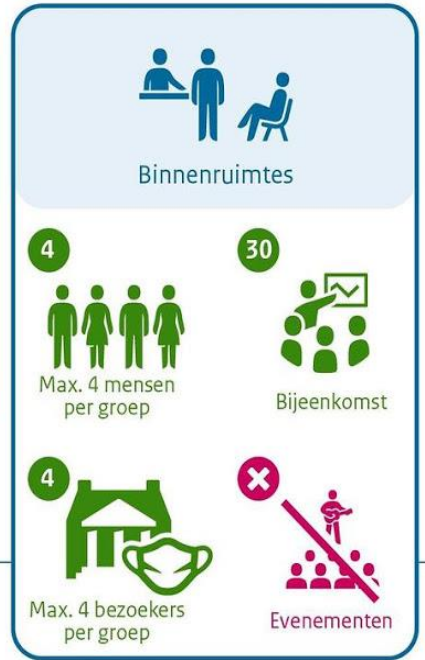 Binnenruimtes
4
30
Max. 4 mensen
per groep
Bijeenkomst
4
Max. 4 bezoekers
per groep
Evenementen